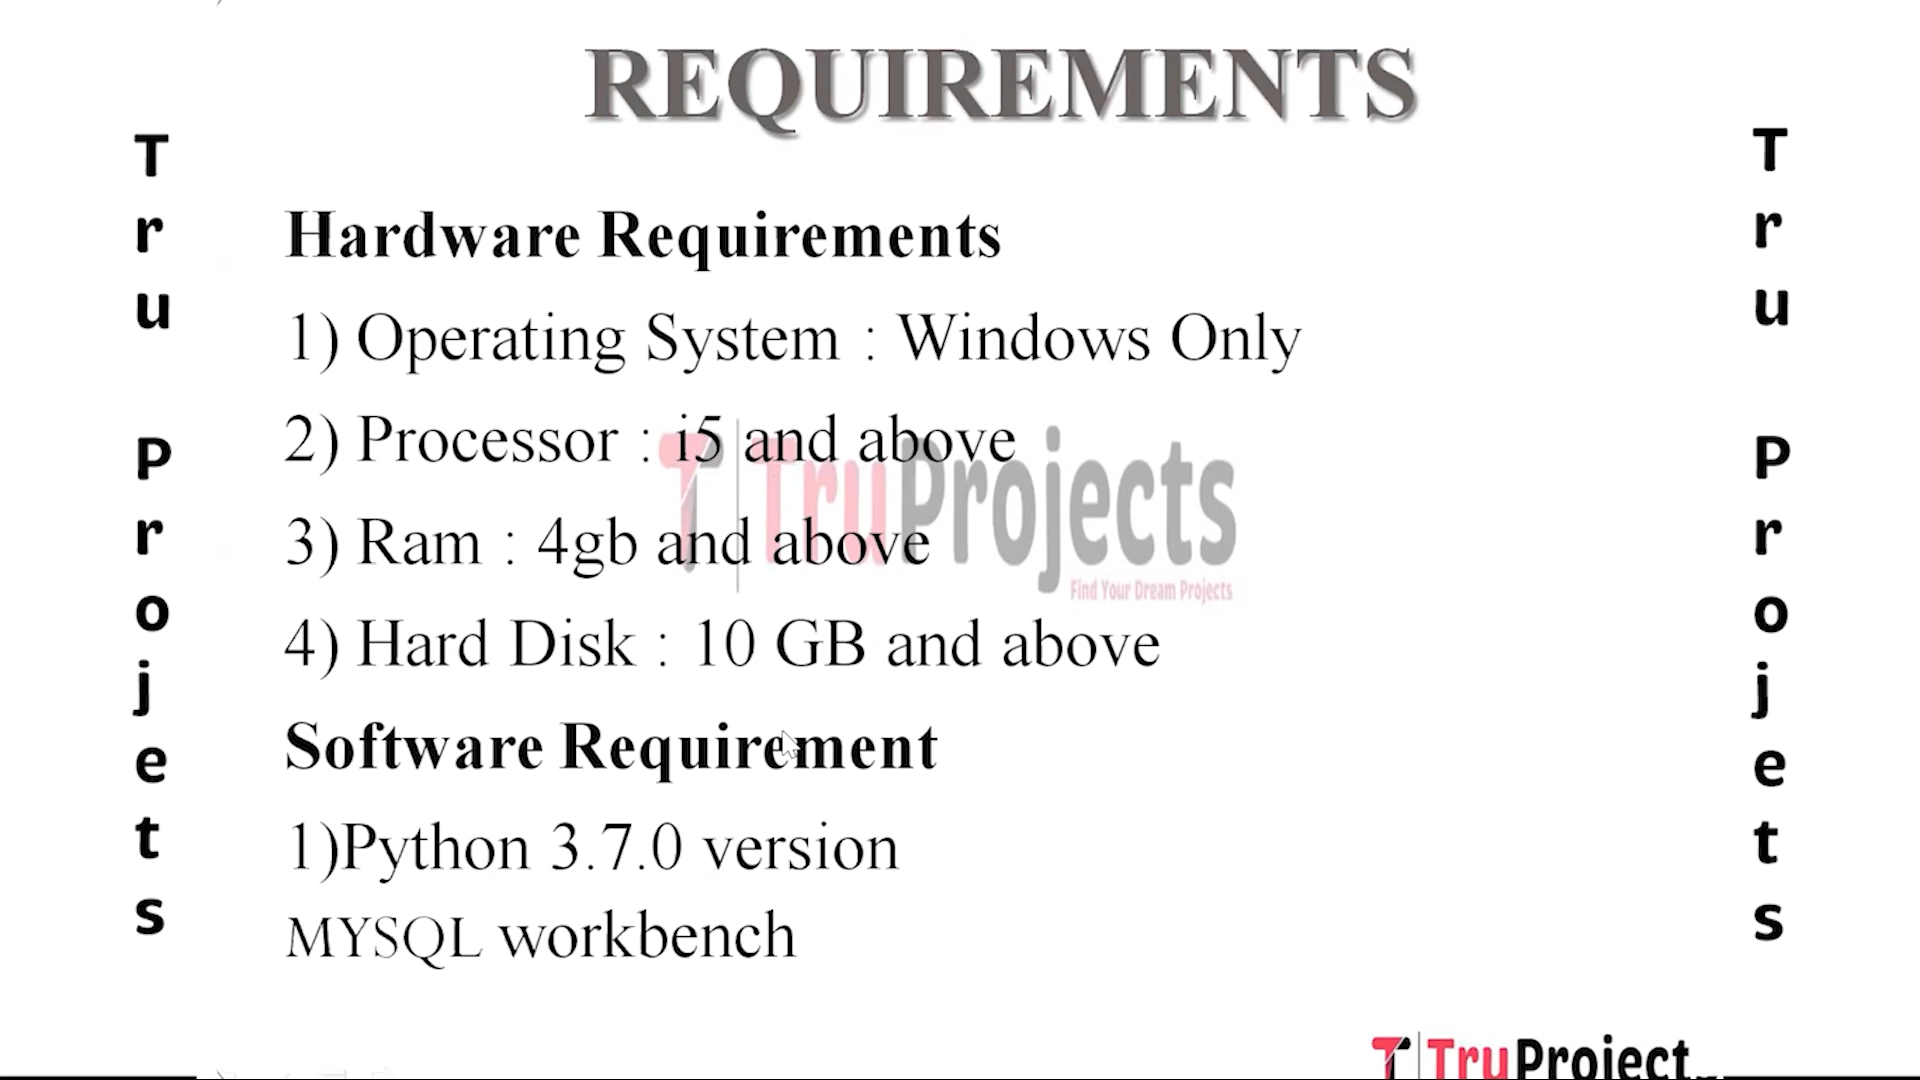 REQUIREMENTS
Hardware Requirements
1) Operating System : Windows Only
2) Processor : i5 and above
3) Ram : 4gb and above
4) Hard Disk : 10 GB and above
Software Requirement
1)Python 3.7.0 version
MYSQL workbench
Tru Projets
Tru Projets
TruProjects
Find Your Dream Projects
TruProject